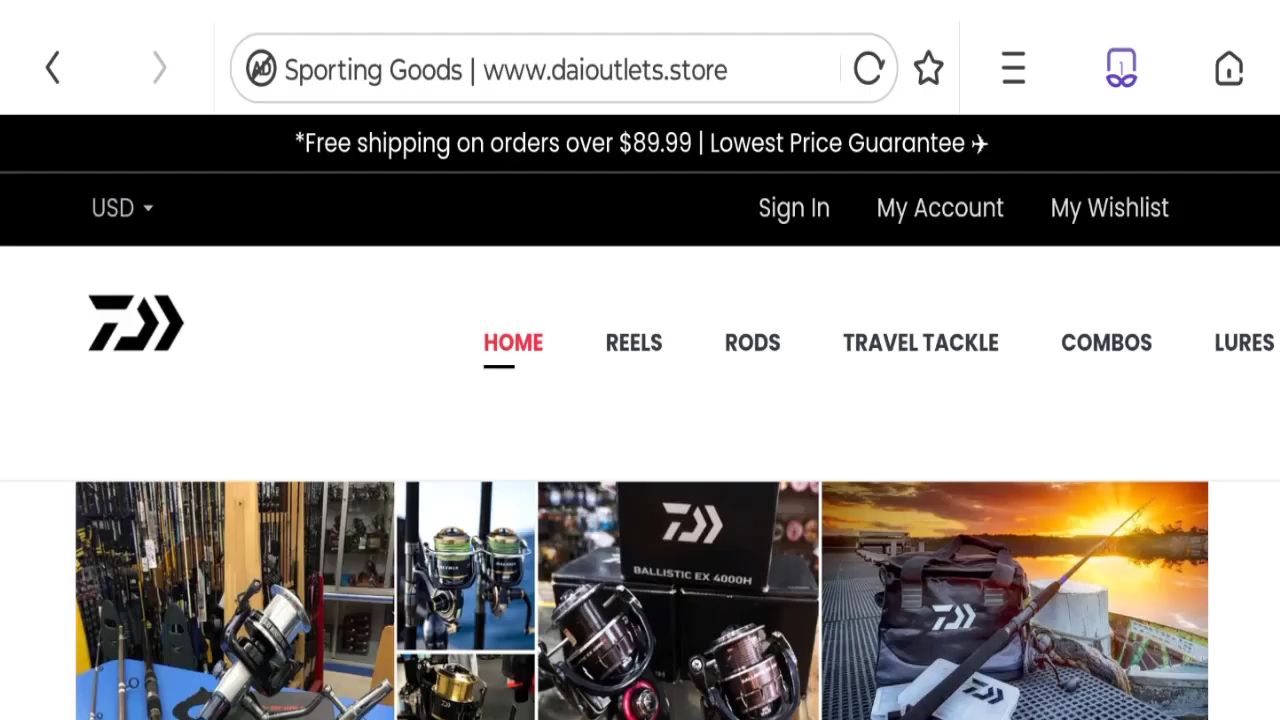 Sporting Goods | www.daioutlets.store
*Free shipping on orders over $89.99 | Lowest Price Guarantee ✈
USD
Sign In
My Account
My Wishlist
HOME
REELS
RODS
TRAVEL TACKLE
COMBOS
LURES
BALLISTIC EX 4000H